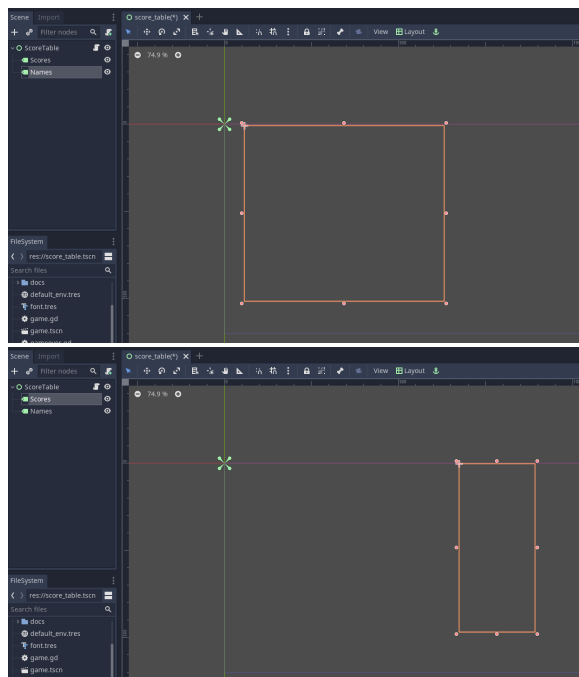 Scene Import
score_table(*)
Filter nodes
View Layout
ScoreTable
Scores
Names
74.9 %
FileSystem
res://score_table.tscn
Search files
docs
default_env.tres
font.tres
game.gd
game.tscn
Scene Import
score_table(*)
Filter nodes
View Layout
ScoreTable
Scores
Names
74.9 %
FileSystem
res://score_table.tscn
Search files
docs
default_env.tres
font.tres
game.gd
game.tscn